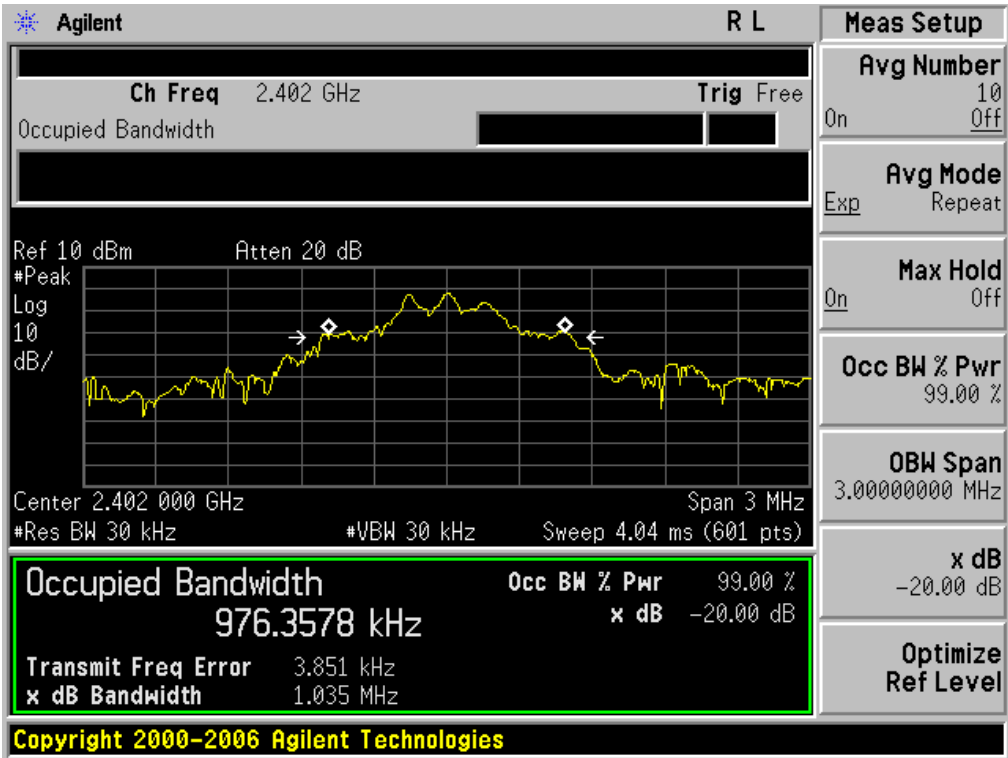 Agilent R L
Ch Freq 2.402 GHz Trig Free
Occupied Bandwidth
Ref 10 dBm Atten 20 dB
#Peak
Log
10
dB/
Center 2.402 000 GHz Span 3 MHz
#Res BW 30 kHz #VBW 30 kHz Sweep 4.04 ms (601 pts)
Occupied Bandwidth
976.3578 kHz
Occ BW % Pwr 99.00 %
x dB -20.00 dB
Transmit Freq Error 3.851 kHz
x dB Bandwidth 1.035 MHz
Copyright 2000-2006 Agilent Technologies
Meas Setup
Avg Number
10
On Off
Avg Mode
Exp Repeat
Max Hold
On Off
Occ BW % Pwr
99.00 %
OBW Span
3.00000000 MHz
x dB
-20.00 dB
Optimize
Ref Level